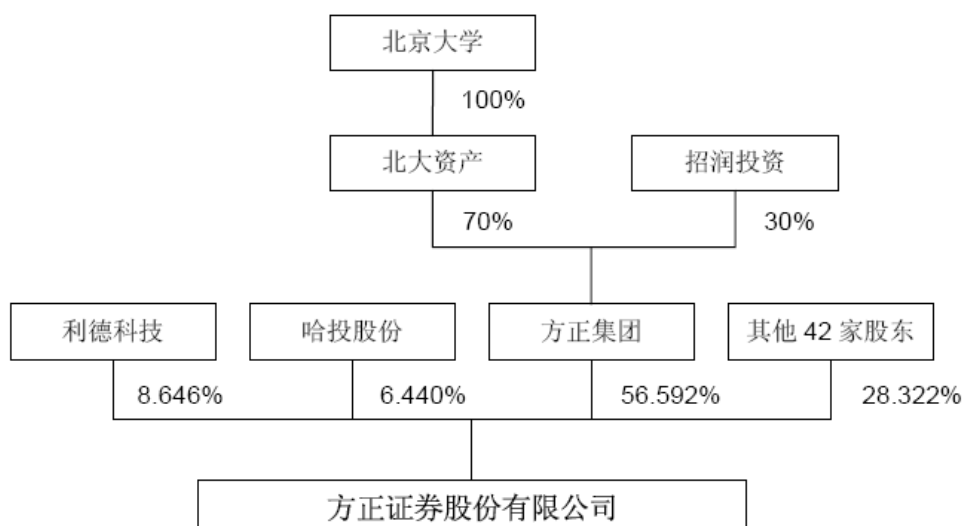 北京大学
100%
北大资产
招润投资
70%
30%
利德科技
哈投股份
方正集团
其他 42 家股东
8.646%
6.440%
56.592%
28.322%
方正证券股份有限公司